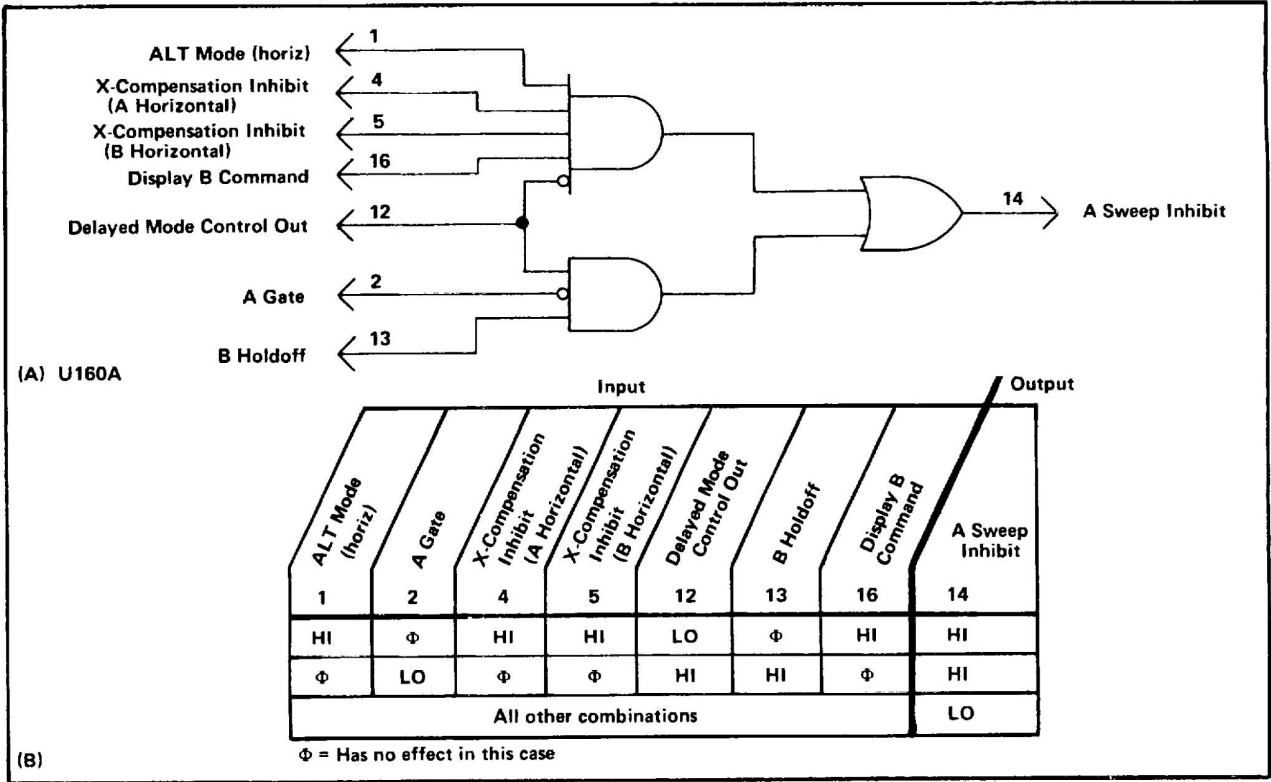 1
ALT Mode (horiz)
4
X-Compensation Inhibit
(A Horizontal)
5
X-Compensation Inhibit
(B Horizontal)
16
Display B Command
12
Delayed Mode Control Out
14
A Sweep Inhibit
2
A Gate
13
B Holdoff
(A) U160A
Input
Output
ALT Mode
(horiz)
A Gate
X-Compensation
Inhibit
(A Horizontal)
X-Compensation
Inhibit
(B Horizontal)
Delayed Mode
Control Out
B Holdoff
Display B
Command
A Sweep
Inhibit
1 2 4 5 12 13 16 14
HI Φ HI HI LO Φ HI HI
Φ LO Φ Φ HI HI Φ HI
All other combinations LO
(B)
Φ = Has no effect in this case